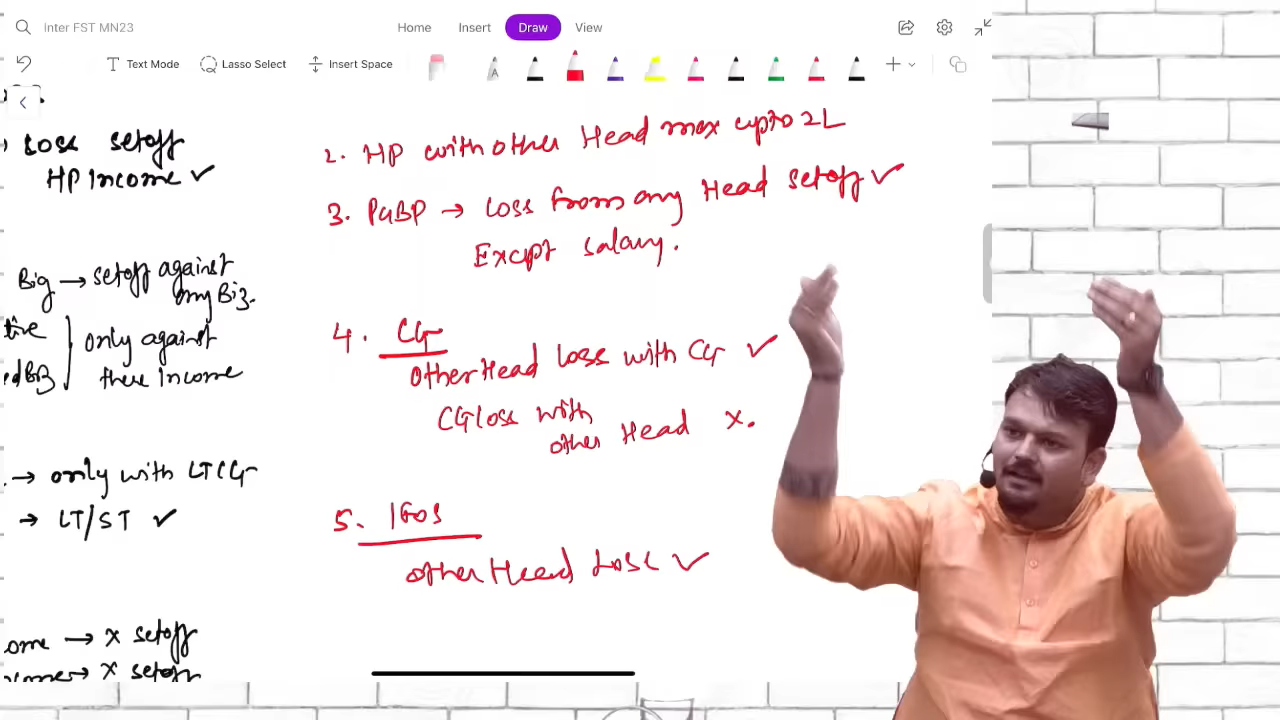 Inter FST MN23
Home
Insert
Draw
View
Text Mode
Lasso Select
Insert Space
Loss setoff
HP Income ✓
Big → setoff against
any Biz.
only against
these Income
→ only with LTCG
→ LT/ST ✓
ome → x setoff
→ x setoff
2. HP with other Head max upto 2L
3. PGBP → Loss from any Head setoff ✓
Except salary.
4. CG
Other Head Loss with CG ✓
CG loss with
other Head x.
5. IFOS
other Head Loss ✓